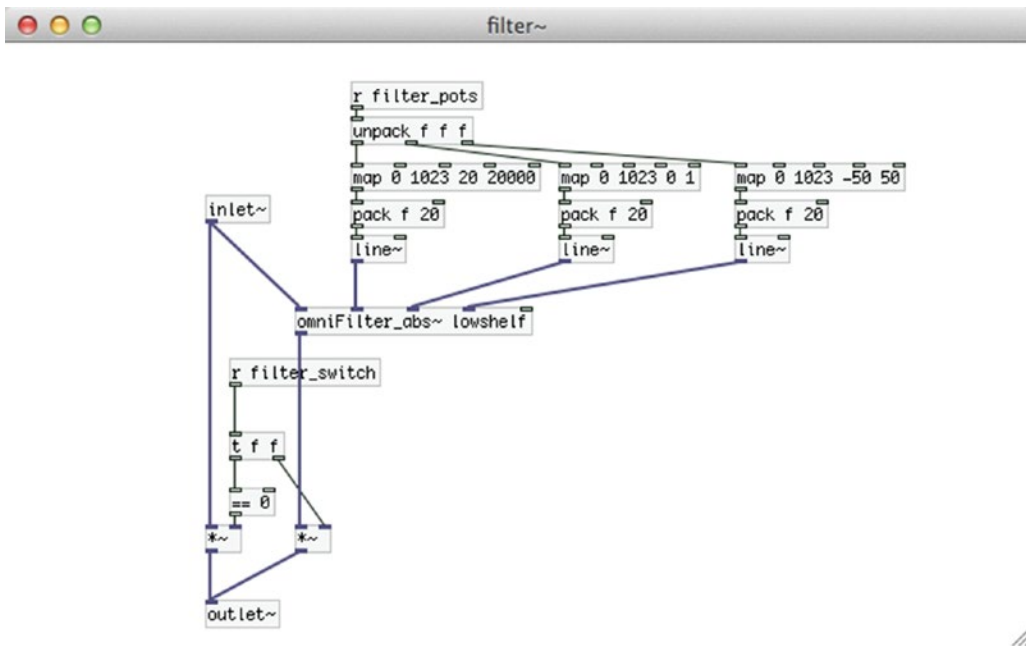 filter~
r filter_pots
unpack f f f
map 0 1023 20 20000
map 0 1023 0 1
map 0 1023 -50 50
inlet~
pack f 20
pack f 20
pack f 20
line~
line~
line~
omniFilter_abs~ lowshelf
r filter_switch
t f f
== 0
*~
*~
outlet~